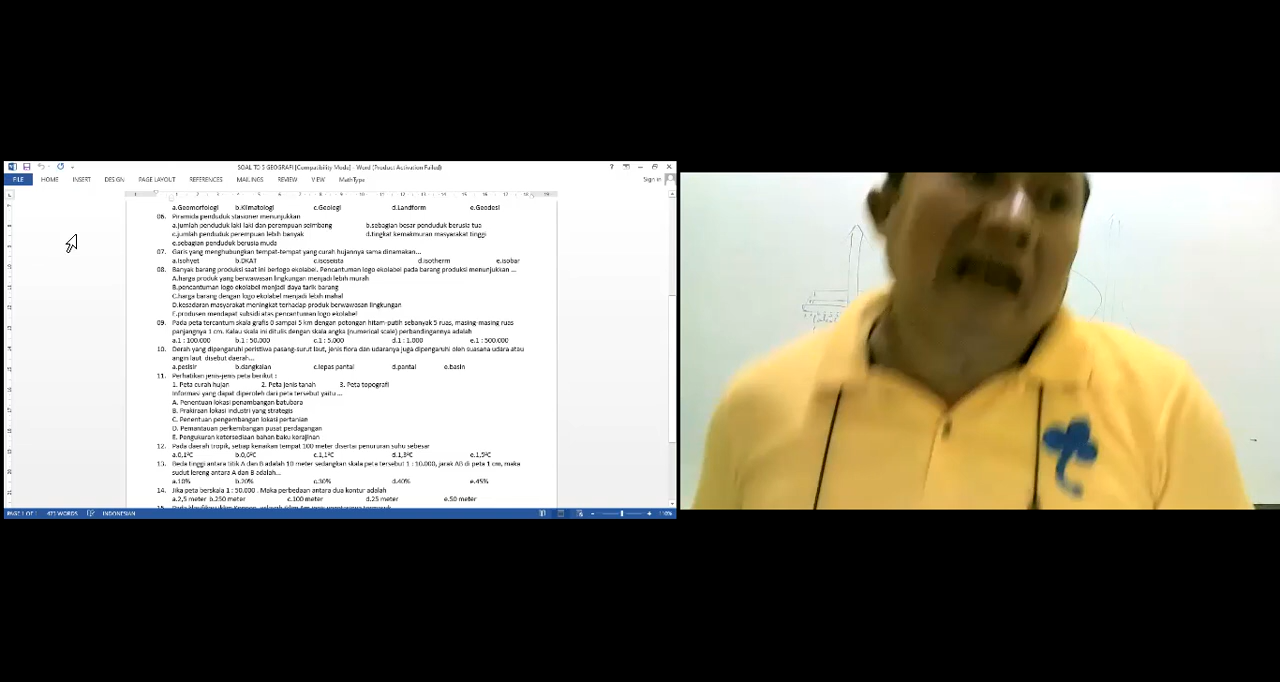 SOAL TO 5 GEOGRAFI [Compatibility Mode] - Word (Product Activation Failed)
FILE HOME INSERT DESIGN PAGE LAYOUT REFERENCES MAILINGS REVIEW VIEW MathType Sign in
a.Geomorfologi b.Klimatologi c.Geologi d.Landform e.Geodesi
06. Piramida penduduk stasioner menunjukkan
a.jumlah penduduk laki laki dan perempuan seimbang b.sebagian besar penduduk berusia tua
c.jumlah penduduk perempuan lebih banyak d.tingkat kemakmuran masyarakat tinggi
e.sebagian penduduk berusia muda
07. Garis yang menghubungkan tempat-tempat yang curah hujannya sama dinamakan...
a.isohyet b.DKAT c.isoseista d.isotherm e.isobar
08. Banyak barang produksi saat ini berlogo ekolabel. Pencantuman logo ekolabel pada barang produksi menunjukkan ...
A.harga produk yang berwawasan lingkungan menjadi lebih murah
B.pencantuman logo ekolabel menjadi daya tarik barang
C.harga barang dengan logo ekolabel menjadi lebih mahal
D.kesadaran masyarakat meningkat terhadap produk berwawasan lingkungan
E.produsen mendapat subsidi atas pencantuman logo ekolabel
09. Pada peta tercantum skala grafis 0 sampai 5 km dengan potongan hitam-putih sebanyak 5 ruas, masing-masing ruas
panjangnya 1 cm. Kalau skala ini ditulis dengan skala angka (numerical scale) perbandingannya adalah
a.1 : 100.000 b.1 : 50.000 c.1 : 5.000 d.1 : 1.000 e.1 : 500.000
10. Derah yang dipengaruhi peristiwa pasang-surut laut, jenis flora dan udaranya juga dipengaruhi oleh suasana udara atau
angin laut disebut daerah...
a.pesisir b.dangkalan c.lepas pantai d.pantai e.basin
11. Perhatikan jenis-jenis peta berikut :
1. Peta curah hujan 2. Peta jenis tanah 3. Peta topografi
Informasi yang dapat diperoleh dari peta tersebut yaitu ...
A. Penentuan lokasi penambangan batubara
B. Prakiraan lokasi industri yang strategis
C. Penentuan pengembangan lokasi pertanian
D. Pemantauan perkembangan pusat perdagangan
E. Pengukuran ketersediaan bahan baku kerajinan
12. Pada daerah tropik, setiap kenaikan tempat 100 meter disertai penurunan suhu sebesar
a.0,1ºC b.0,6ºC c.1,1ºC d.1,3ºC e.1,5ºC
13. Beda tinggi antara titik A dan B adalah 10 meter sedangkan skala peta tersebut 1 : 10.000, jarak AB di peta 1 cm, maka
sudut lereng antara A dan B adalah...
a.10% b.20% c.30% d.40% e.45%
14. Jika peta berskala 1 : 50.000 . Maka perbedaan antara dua kontur adalah
a.2,5 meter b.250 meter c.100 meter d.25 meter e.50 meter
PAGE 1 OF 1 471 WORDS INDONESIAN